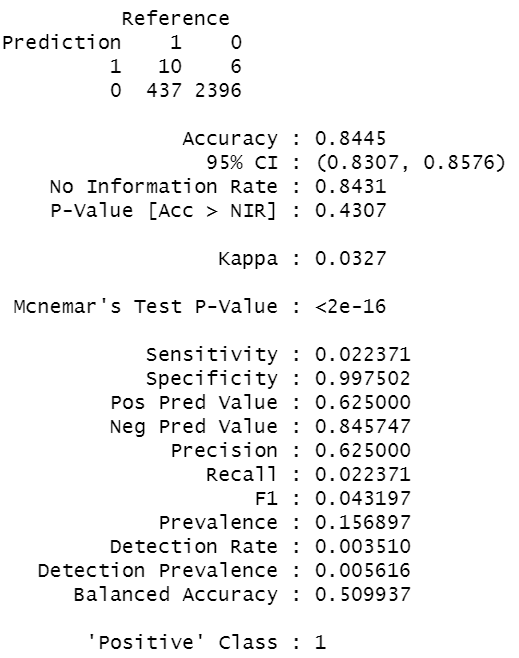 Reference
Prediction 1 0
1 10 6
0 437 2396
Accuracy : 0.8445
95% CI : (0.8307, 0.8576)
No Information Rate : 0.8431
P-Value [Acc > NIR] : 0.4307
Kappa : 0.0327
Mcnemar's Test P-Value : <2e-16
Sensitivity : 0.022371
Specificity : 0.997502
Pos Pred Value : 0.625000
Neg Pred Value : 0.845747
Precision : 0.625000
Recall : 0.022371
F1 : 0.043197
Prevalence : 0.156897
Detection Rate : 0.003510
Detection Prevalence : 0.005616
Balanced Accuracy : 0.509937
'Positive' Class : 1